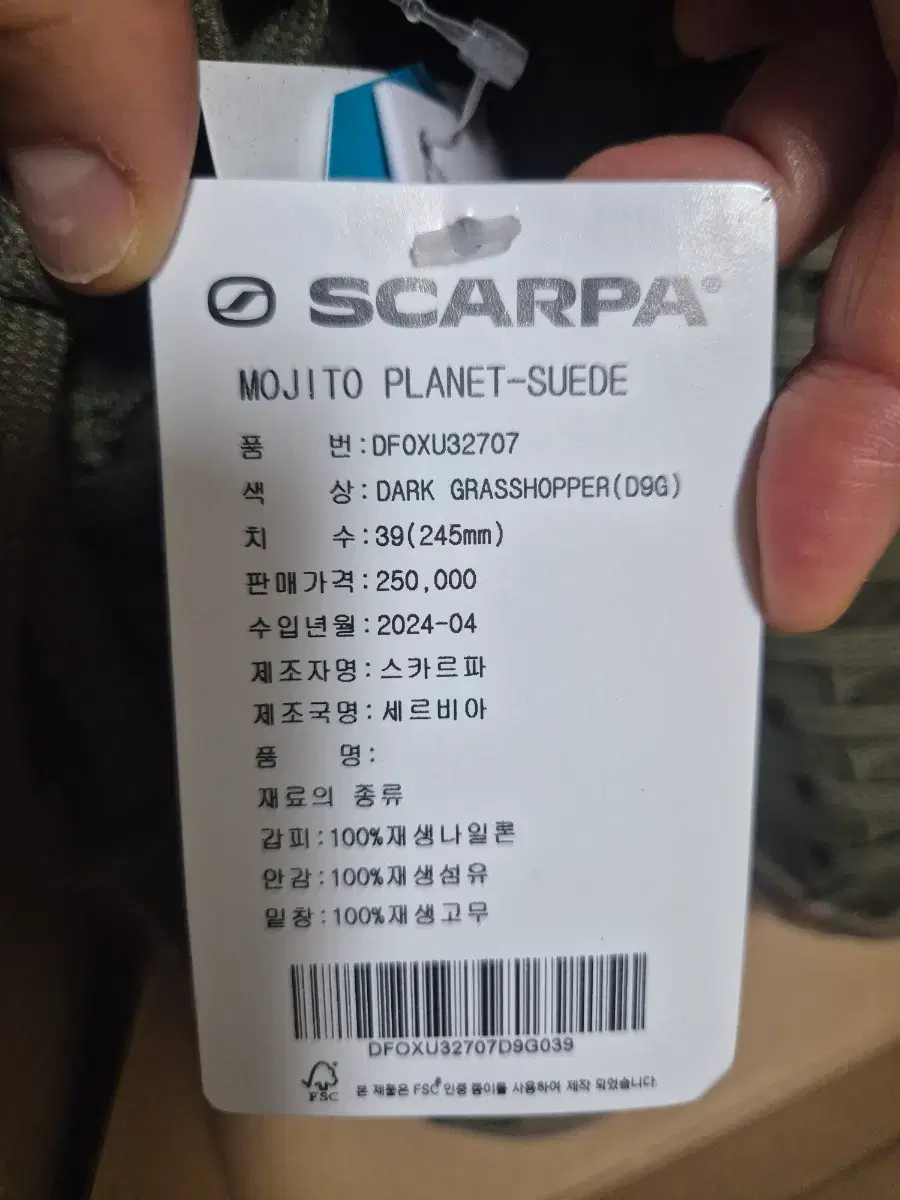 SCARPA®
MOJITO PLANET-SUEDE
품 번:DFOXU32707
색 상:DARK GRASSHOPPER(D9G)
치 수:39(245mm)
판매가격:250,000
수입년월:2024-04
제조자명:스카르파
제조국명:세르비아
품 명:
재료의 종류
갑피:100%재생나일론
안감:100%재생섬유
밑창:100%재생고무
DFOXU32707D9G039
FSC 본 제품은 FSC® 인증 종이를 사용하여 제작 되었습니다